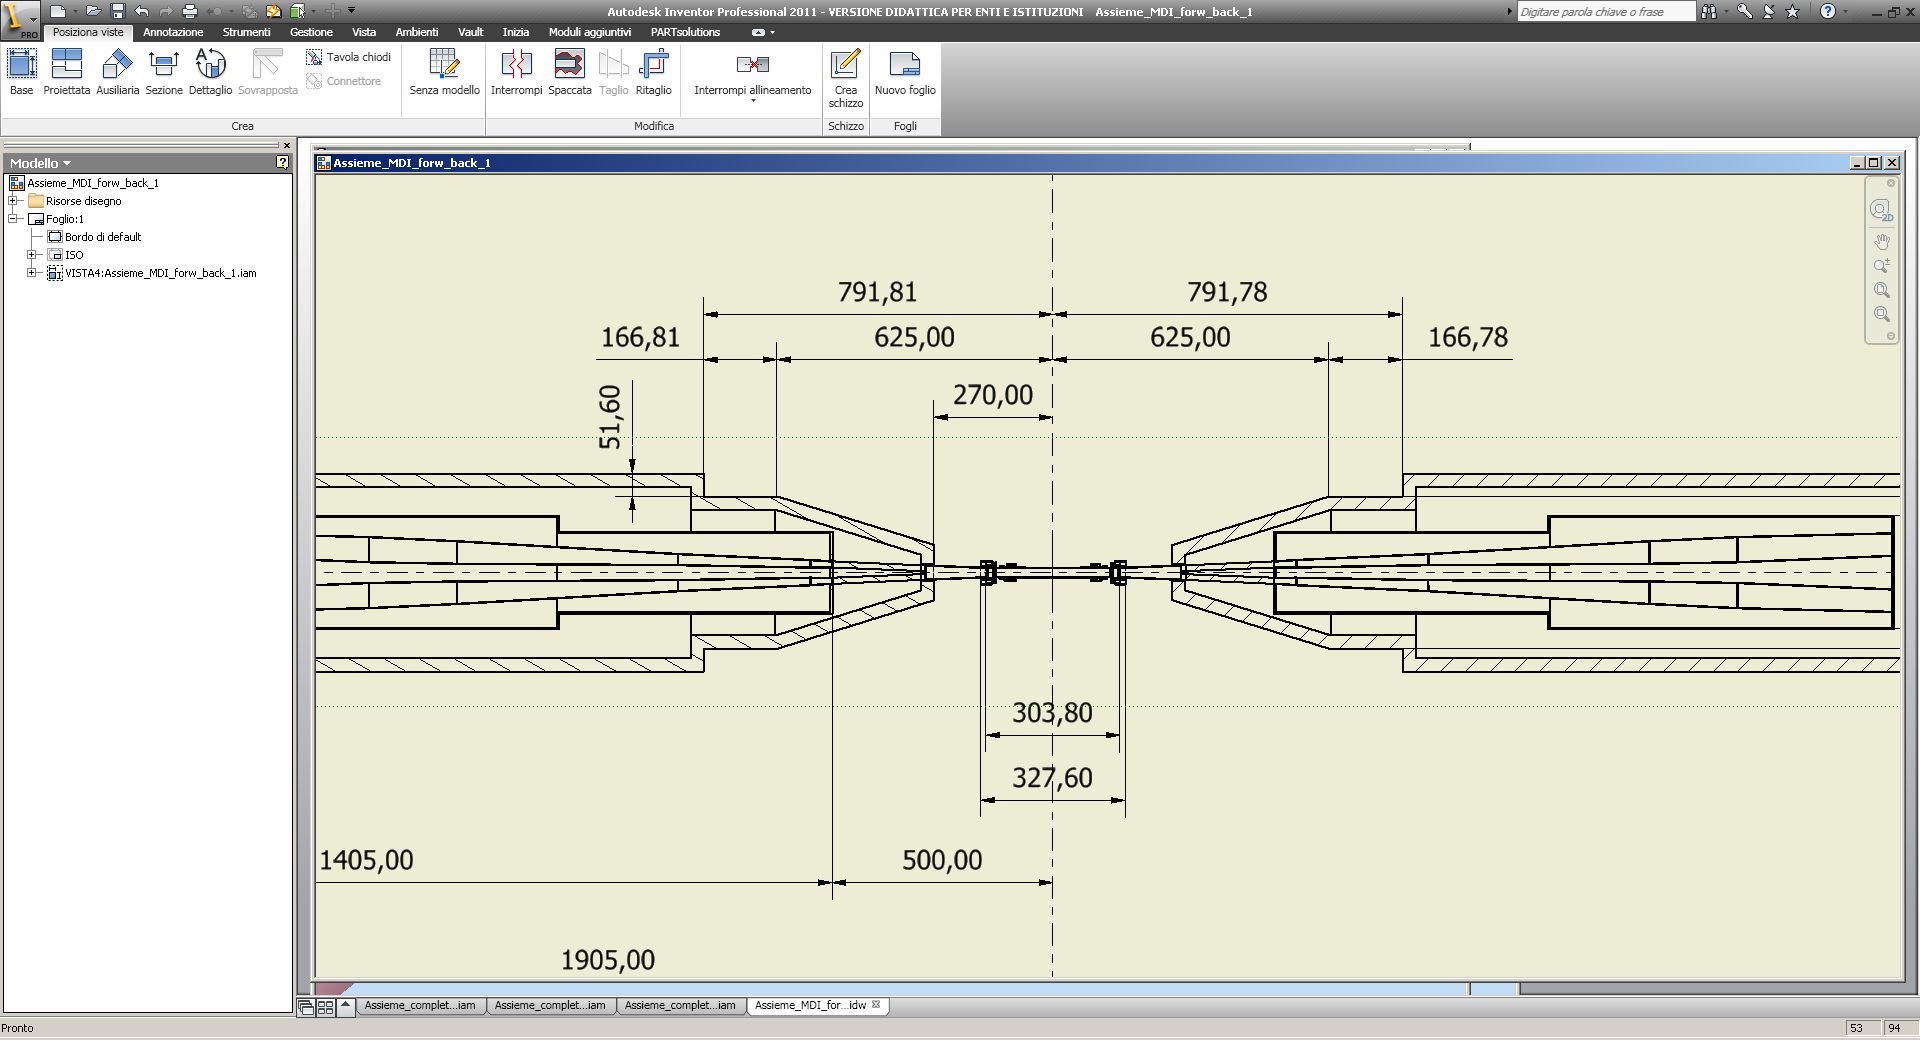 Autodesk Inventor Professional 2011 - VERSIONE DIDATTICA PER ENTI E ISTITUZIONI Assieme_MDI_forw_back_1
Digitare parola chiave o frase
PRO
Posiziona viste Annotazione Strumenti Gestione Vista Ambienti Vault Inizia Moduli aggiuntivi PARTsolutions
Base Proiettata Ausiliaria Sezione Dettaglio Sovrapposta
Tavola chiodi
Connettore
Senza modello
Interrompi Spaccata Taglio Ritaglio
Interrompi allineamento
Crea schizzo
Nuovo foglio
Crea Modifica Schizzo Fogli
Modello
Assieme_MDI_forw_back_1
Risorse disegno
Foglio:1
Bordo di default
ISO
VISTA4:Assieme_MDI_forw_back_1.iam
Assieme_MDI_forw_back_1
2D
791,81 791,78
166,81 625,00 625,00 166,78
270,00
51,60
303,80
327,60
1405,00 500,00
1905,00
Assieme_complet...iam Assieme_complet...iam Assieme_complet...iam Assieme_MDI_for...idw
Pronto 53 94